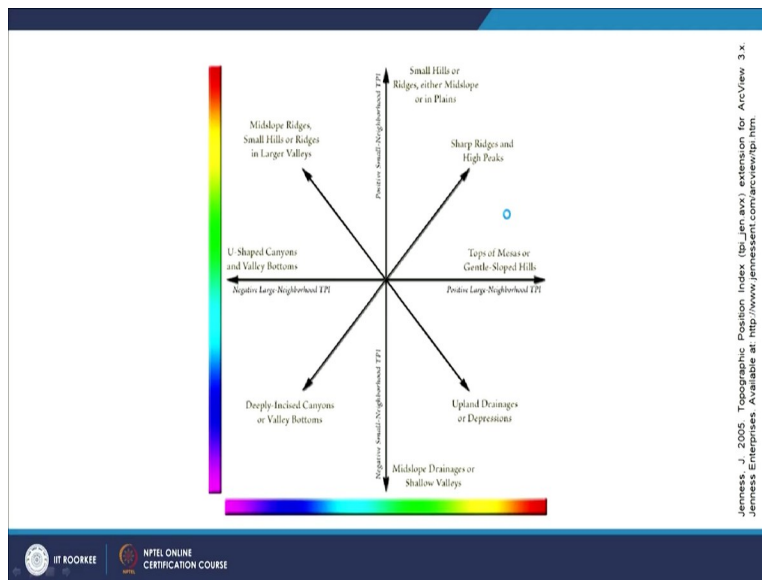 Small Hills or
Ridges, either Midslope
or in Plains
Positive Small-Neighborhood TPI
Midslope Ridges,
Small Hills or Ridges
in Larger Valleys
Sharp Ridges and
High Peaks
U-Shaped Canyons
and Valley Bottoms
Tops of Mesas or
Gentle-Sloped Hills
Negative Large-Neighborhood TPI
Positive Large-Neighborhood TPI
Deeply-Incised Canyons
or Valley Bottoms
Upland Drainages
or Depressions
Negative Small-Neighborhood TPI
Midslope Drainages or
Shallow Valleys
Jenness, J. 2005. Topographic Position Index (tpi_jen.avx) extension for ArcView 3.x.
Jenness Enterprises. Available at: http://www.jennessent.com/arcview/tpi.htm.
IIT ROORKEE
NPTEL
NPTEL ONLINE
CERTIFICATION COURSE